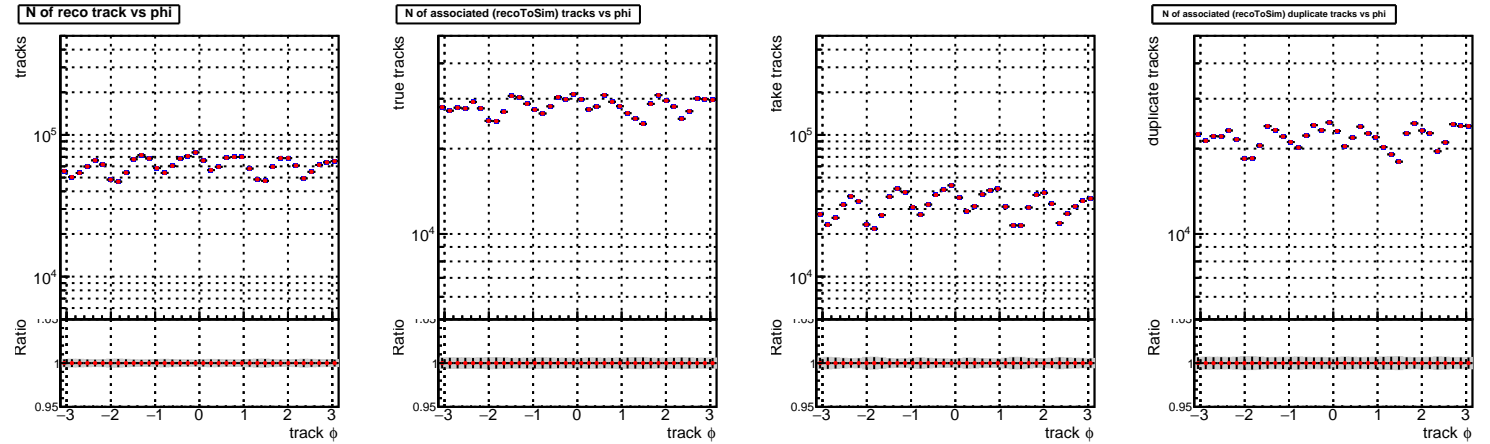 N of reco track vs phi
tracks
10^5
10^4
Ratio
1
0.95
−3 −2 −1 0 1 2 3
track ϕ
N of associated (recoToSim) tracks vs phi
true tracks
10^4
Ratio
1
0.95
−3 −2 −1 0 1 2 3
track ϕ
fake tracks
10^5
10^4
Ratio
1
0.95
−3 −2 −1 0 1 2 3
track ϕ
N of associated (recoToSim) duplicate tracks vs phi
duplicate tracks
10^4
Ratio
1
0.95
−3 −2 −1 0 1 2 3
track ϕ